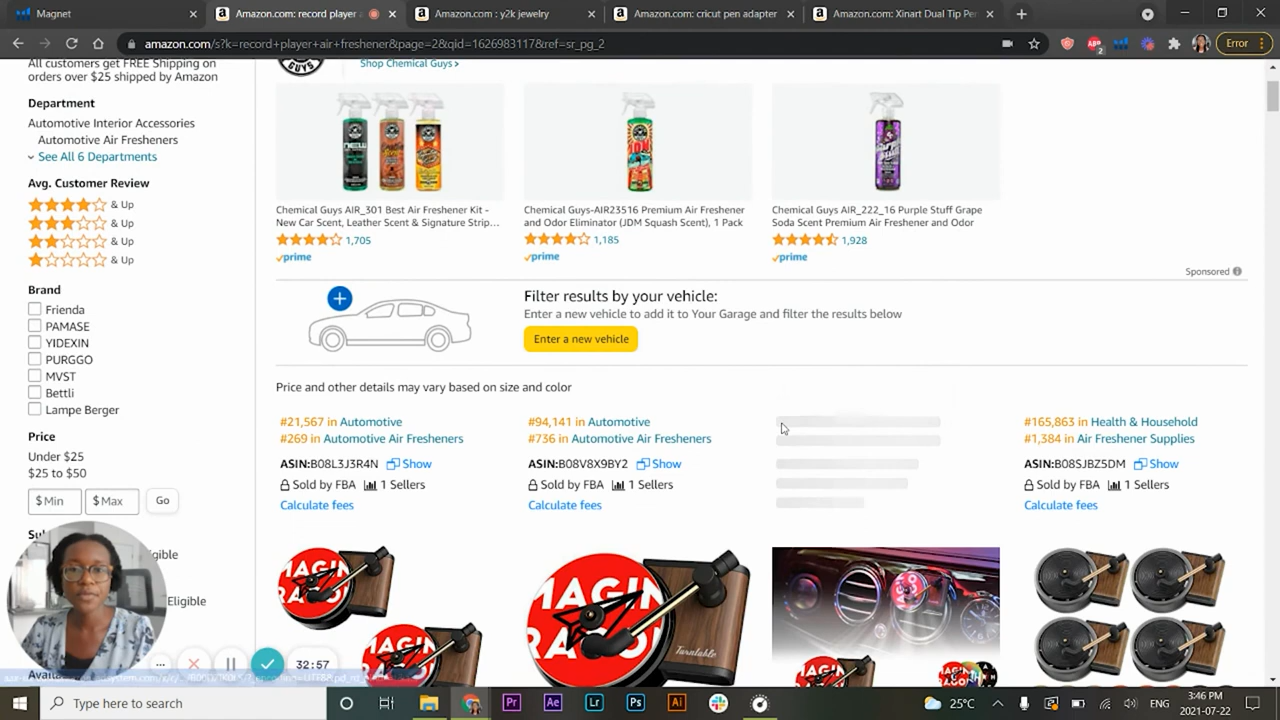 Magnet
Amazon.com: record player a
Amazon.com : y2k jewelry
Amazon.com: cricut pen adapter
Amazon.com: Xinart Dual Tip Pe
amazon.com/s?k=record+player+air+freshener&page=2&qid=1626983117&ref=sr_pg_2
Error
All customers get FREE Shipping on
orders over $25 shipped by Amazon
GUYS
Shop Chemical Guys >
Department
Automotive Interior Accessories
Automotive Air Fresheners
See All 6 Departments
Avg. Customer Review
& Up
& Up
& Up
& Up
Chemical Guys AIR_301 Best Air Freshener Kit -
New Car Scent, Leather Scent & Signature Strip...
1,705
prime
Chemical Guys-AIR23516 Premium Air Freshener
and Odor Eliminator (JDM Squash Scent), 1 Pack
1,185
prime
Chemical Guys AIR_222_16 Purple Stuff Grape
Soda Scent Premium Air Freshener and Odor
1,928
prime
Sponsored
Brand
Frienda
PAMASE
YIDEXIN
PURGGO
MVST
Bettli
Lampe Berger
Filter results by your vehicle:
Enter a new vehicle to add it to Your Garage and filter the results below
Enter a new vehicle
Price and other details may vary based on size and color
Price
Under $25
$25 to $50
$ Min
$ Max
Go
#21,567 in Automotive
#269 in Automotive Air Fresheners
ASIN:B08L3J3R4N Show
Sold by FBA 1 Sellers
Calculate fees
#94,141 in Automotive
#736 in Automotive Air Fresheners
ASIN:B08V8X9BY2 Show
Sold by FBA 1 Sellers
Calculate fees
#165,863 in Health & Household
#1,384 in Air Freshener Supplies
ASIN:B08SJBZ5DM Show
Sold by FBA 1 Sellers
Calculate fees
Turntable
32:57
Type here to search
Pr
Ae
Lr
Ps
Ai
25°C
ENG
3:46 PM
2021-07-22